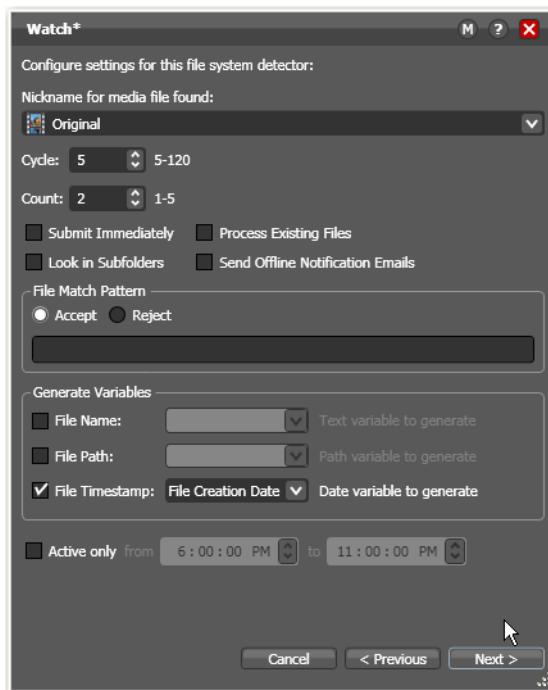 Watch*
M ?
Configure settings for this file system detector:
Nickname for media file found:
Original
Cycle: 5 5-120
Count: 2 1-5
Submit Immediately Process Existing Files
Look in Subfolders Send Offline Notification Emails
File Match Pattern
Accept Reject
Generate Variables
File Name: Text variable to generate
File Path: Path variable to generate
File Timestamp: File Creation Date Date variable to generate
Active only from 6 : 00 : 00 PM to 11 : 00 : 00 PM
Cancel < Previous Next >